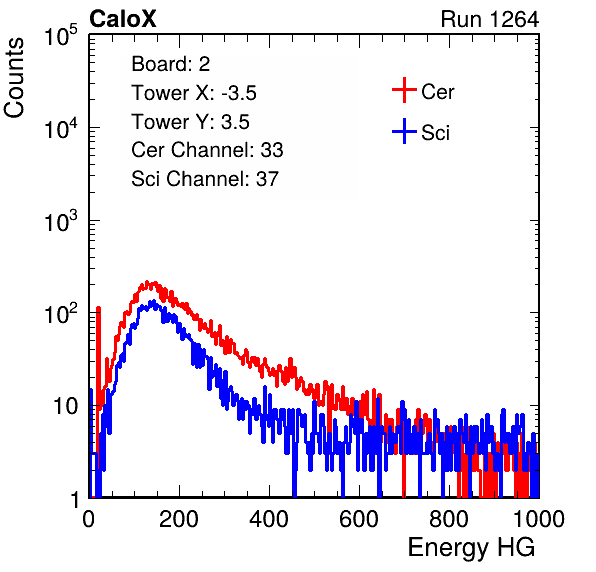 CaloX Run 1264
Counts
Board: 2
Tower X: -3.5
Tower Y: 3.5
Cer Channel: 33
Sci Channel: 37
Cer
Sci
10^5
10^4
10^3
10^2
10
1
0 200 400 600 800 1000
Energy HG